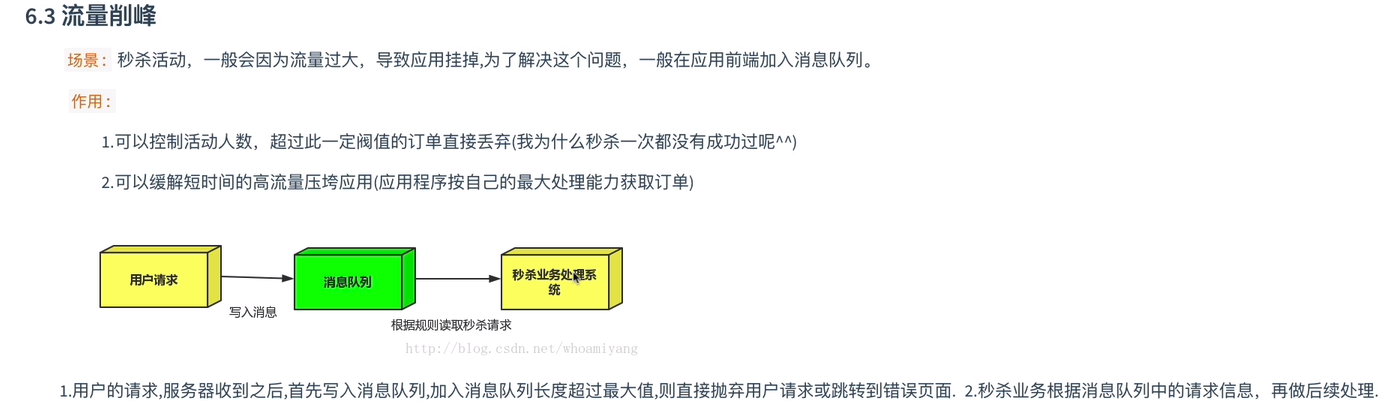 6.3 流量削峰
场景： 秒杀活动，一般会因为流量过大，导致应用挂掉,为了解决这个问题，一般在应用前端加入消息队列。
作用：
1.可以控制活动人数，超过此一定阀值的订单直接丢弃(我为什么秒杀一次都没有成功过呢^^)
2.可以缓解短时间的高流量压垮应用(应用程序按自己的最大处理能力获取订单)
用户请求
写入消息
消息队列
根据规则读取秒杀请求
秒杀业务处理系
统
http://blog.csdn.net/whoamiyang
1.用户的请求,服务器收到之后,首先写入消息队列,加入消息队列长度超过最大值,则直接抛弃用户请求或跳转到错误页面. 2.秒杀业务根据消息队列中的请求信息，再做后续处理.